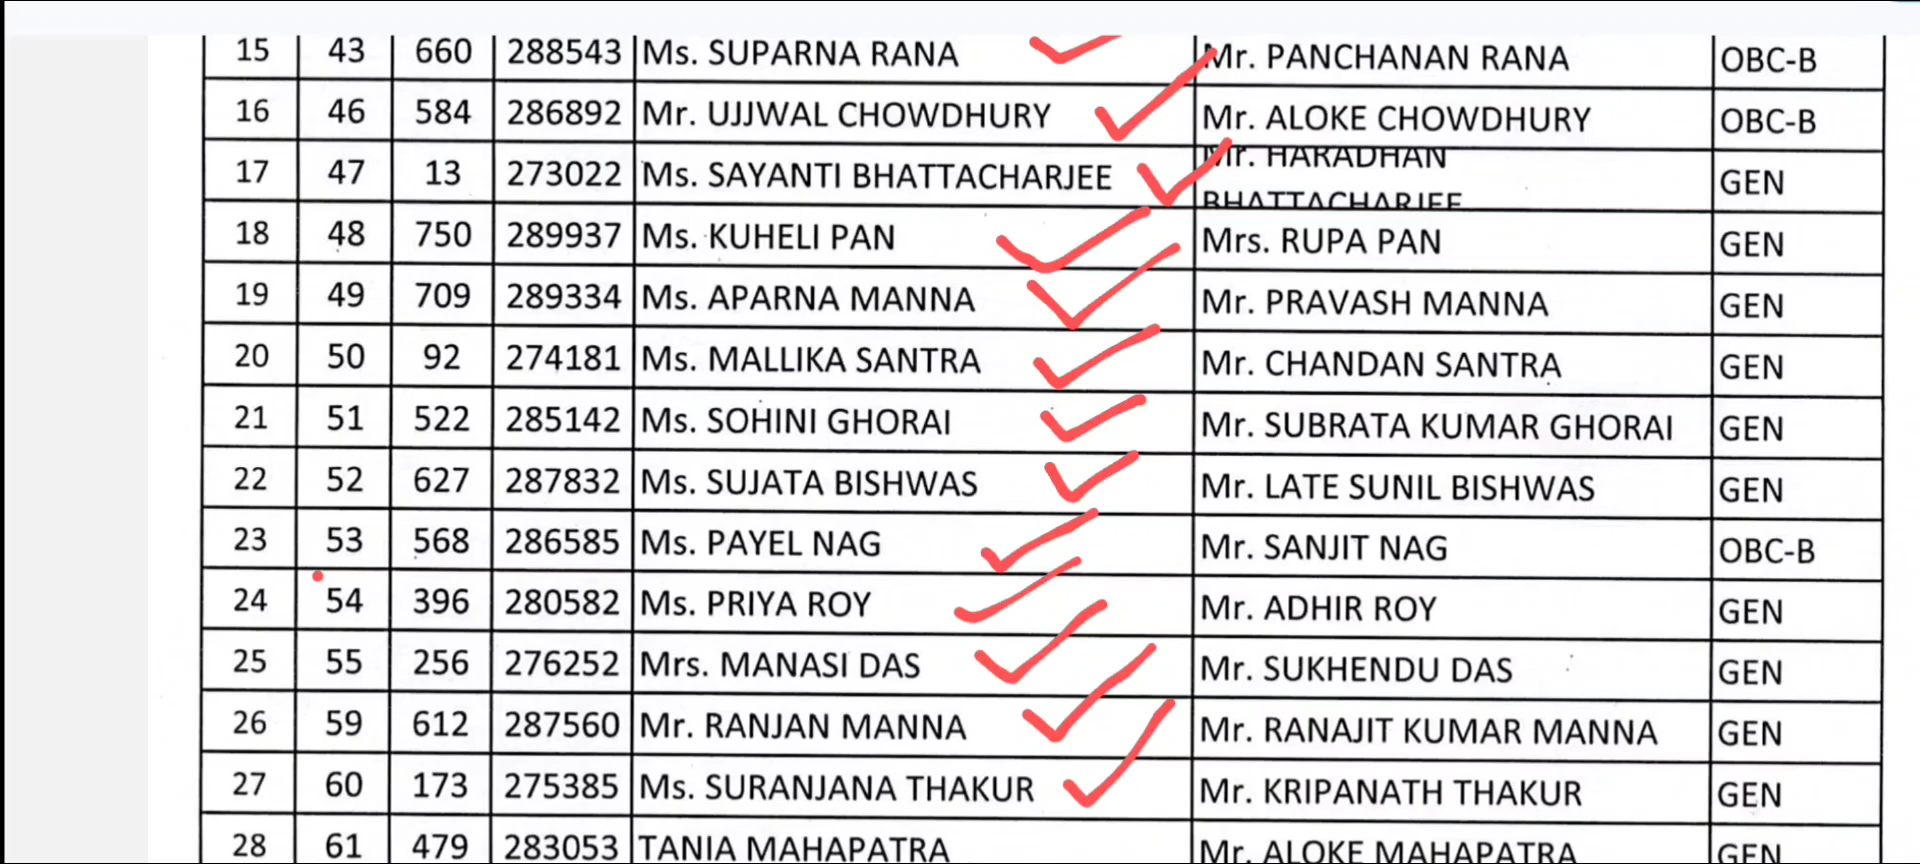 15 43 660 288543 Ms. SUPARNA RANA Mr. PANCHANAN RANA OBC-B
16 46 584 286892 Mr. UJJWAL CHOWDHURY Mr. ALOKE CHOWDHURY OBC-B
17 47 13 273022 Ms. SAYANTI BHATTACHARJEE Mr. HARADHAN BHATTACHARJEE GEN
18 48 750 289937 Ms. KUHELI PAN Mrs. RUPA PAN GEN
19 49 709 289334 Ms. APARNA MANNA Mr. PRAVASH MANNA GEN
20 50 92 274181 Ms. MALLIKA SANTRA Mr. CHANDAN SANTRA GEN
21 51 522 285142 Ms. SOHINI GHORAI Mr. SUBRATA KUMAR GHORAI GEN
22 52 627 287832 Ms. SUJATA BISHWAS Mr. LATE SUNIL BISHWAS GEN
23 53 568 286585 Ms. PAYEL NAG Mr. SANJIT NAG OBC-B
24 54 396 280582 Ms. PRIYA ROY Mr. ADHIR ROY GEN
25 55 256 276252 Mrs. MANASI DAS Mr. SUKHENDU DAS GEN
26 59 612 287560 Mr. RANJAN MANNA Mr. RANAJIT KUMAR MANNA GEN
27 60 173 275385 Ms. SURANJANA THAKUR Mr. KRIPANATH THAKUR GEN
28 61 479 283053 TANIA MAHAPATRA Mr. ALOKE MAHAPATRA GEN